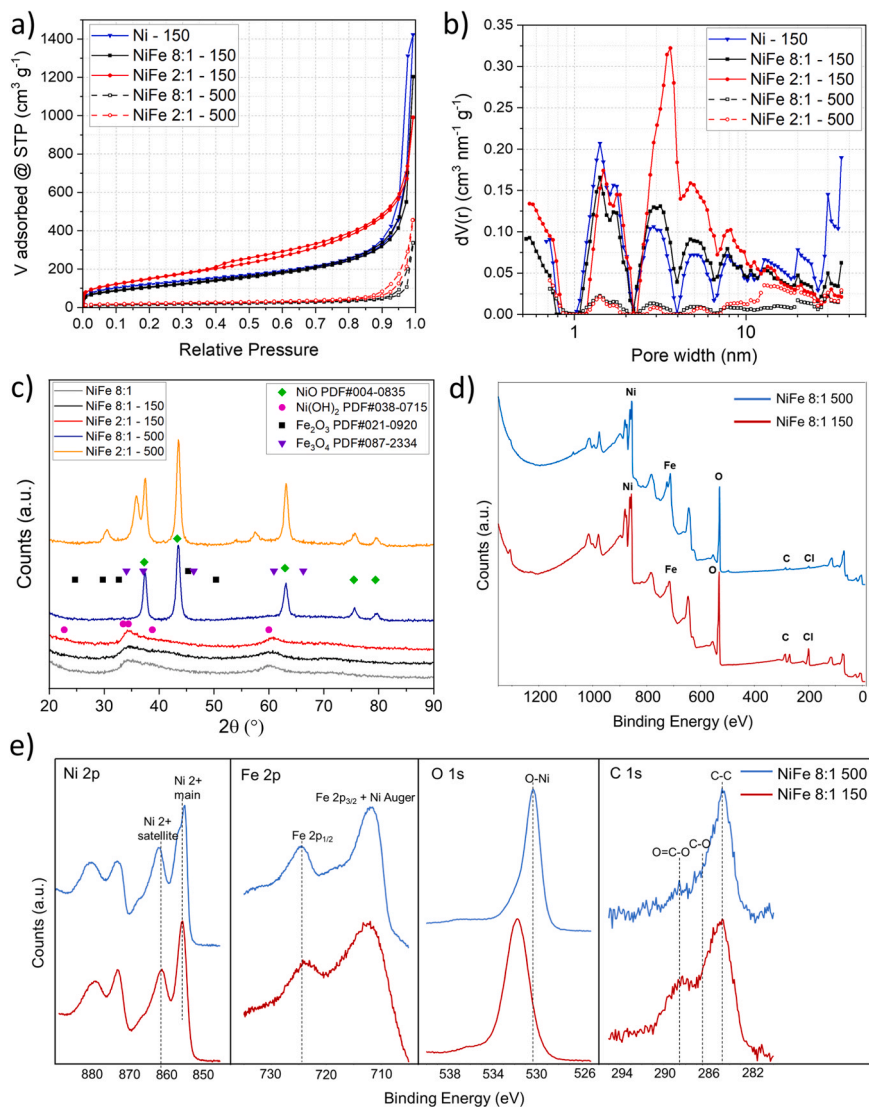 a)
V adsorbed @ STP (cm³ g⁻¹)
1400
1200
1000
800
600
400
200
0
Ni - 150
NiFe 8:1 - 150
NiFe 2:1 - 150
NiFe 8:1 - 500
NiFe 2:1 - 500
0.0 0.1 0.2 0.3 0.4 0.5 0.6 0.7 0.8 0.9 1.0
Relative Pressure
b)
dV(r) (cm³ nm⁻¹ g⁻¹)
0.35
0.30
0.25
0.20
0.15
0.10
0.05
0.00
Ni - 150
NiFe 8:1 - 150
NiFe 2:1 - 150
NiFe 8:1 - 500
NiFe 2:1 - 500
1 10
Pore width (nm)
c)
Counts (a.u.)
NiFe 8:1
NiFe 8:1 - 150
NiFe 2:1 - 150
NiFe 8:1 - 500
NiFe 2:1 - 500
NiO PDF#004-0835
Ni(OH)₂ PDF#038-0715
Fe₂O₃ PDF#021-0920
Fe₃O₄ PDF#087-2334
20 30 40 50 60 70 80 90
2θ (°)
d)
Counts (a.u.)
NiFe 8:1 500
NiFe 8:1 150
Ni
Fe
O
C
Cl
Ni
Fe
O
C
Cl
1200 1000 800 600 400 200 0
Binding Energy (eV)
e)
Counts (a.u.)
Ni 2p
Ni 2+
main
Ni 2+
satellite
880 870 860 850
Fe 2p
Fe 2p₃/₂ + Ni Auger
Fe 2p₁/₂
730 720 710
O 1s
O-Ni
538 534 530 526
C 1s
C-C
C-O
O=C-O
NiFe 8:1 500
NiFe 8:1 150
294 290 286 282
Binding Energy (eV)